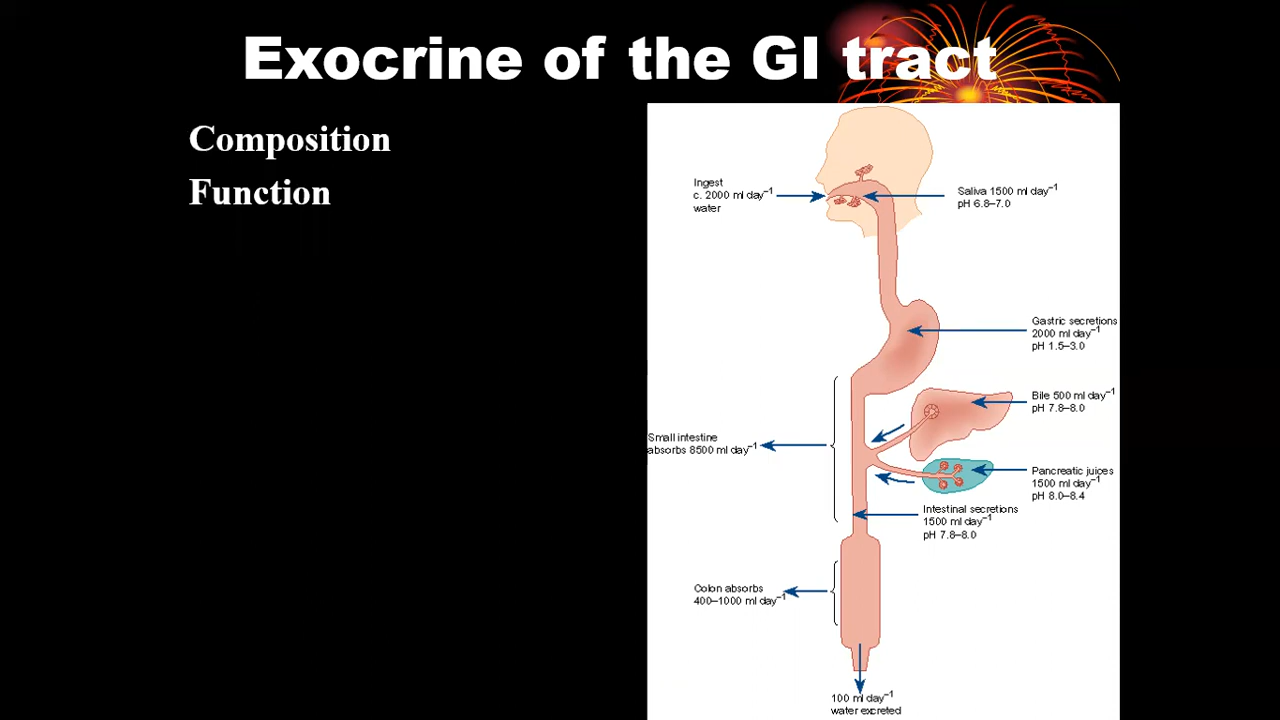 Exocrine of the GI tract
Composition
Function
Ingest
c. 2000 ml day⁻¹
water
Saliva 1500 ml day⁻¹
pH 6.8–7.0
Gastric secretions
2000 ml day⁻¹
pH 1.5–3.0
Bile 500 ml day⁻¹
pH 7.8–8.0
Small intestine
absorbs 8500 ml day⁻¹
Pancreatic juices
1500 ml day⁻¹
pH 8.0–8.4
Intestinal secretions
1500 ml day⁻¹
pH 7.8–8.0
Colon absorbs
400–1000 ml day⁻¹
100 ml day⁻¹
water excreted